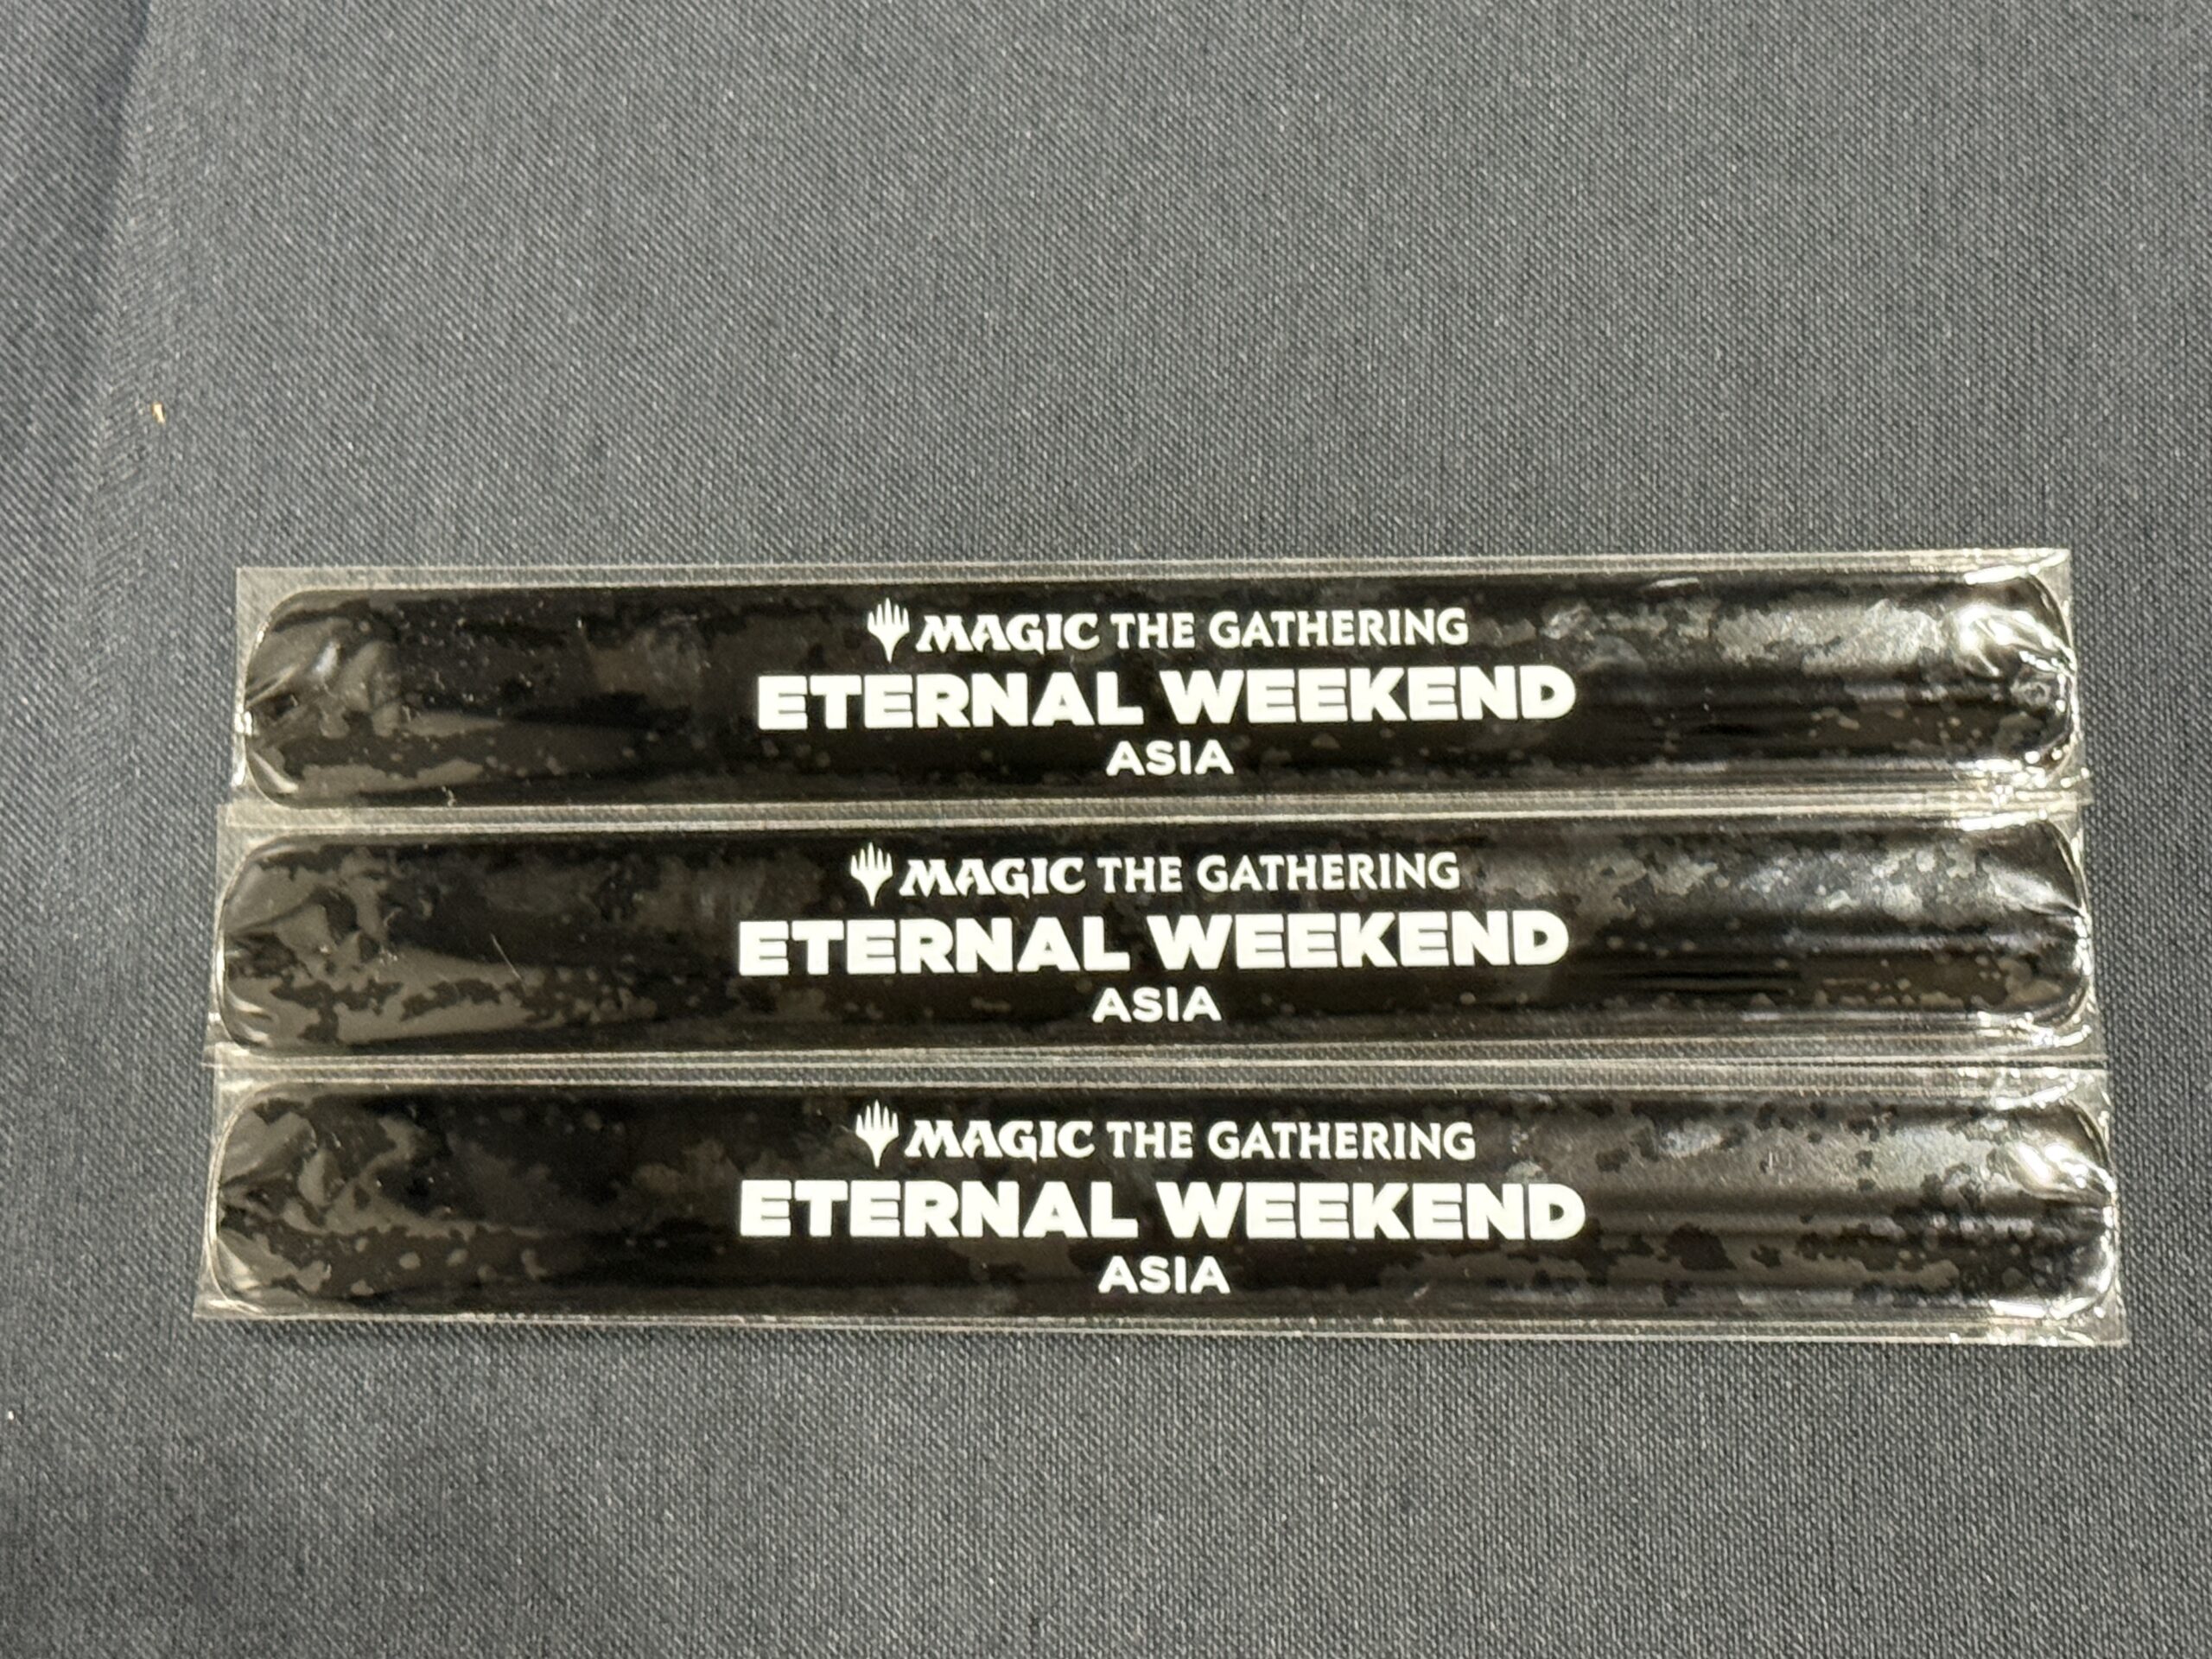 MAGIC THE GATHERING
ETERNAL WEEKEND
ASIA
MAGIC THE GATHERING
ETERNAL WEEKEND
ASIA
MAGIC THE GATHERING
ETERNAL WEEKEND
ASIA